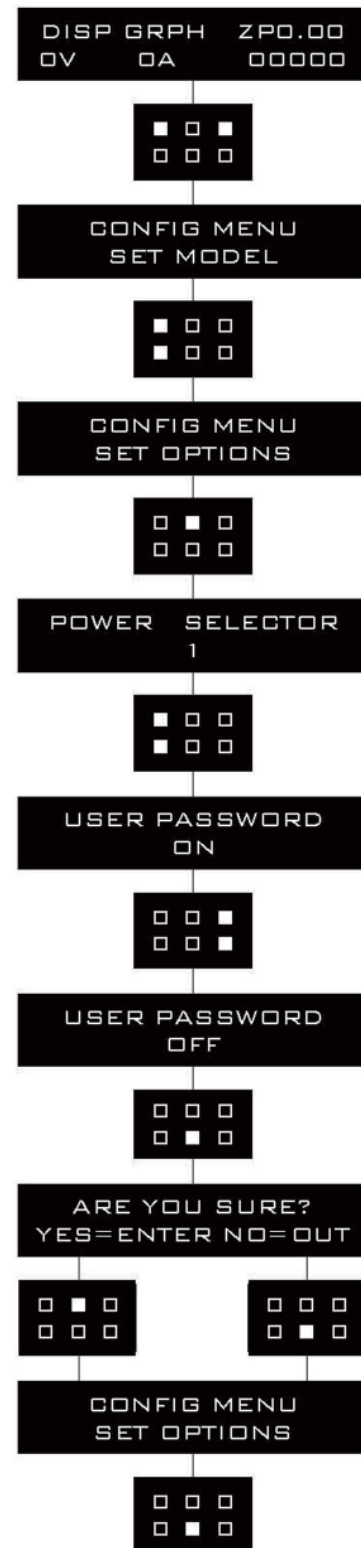 DISP GRPH ZP0.00
0V 0A 00000
CONFIG MENU
SET MODEL
CONFIG MENU
SET OPTIONS
POWER SELECTOR
1
USER PASSWORD
ON
USER PASSWORD
OFF
ARE YOU SURE?
YES=ENTER NO=OUT
CONFIG MENU
SET OPTIONS